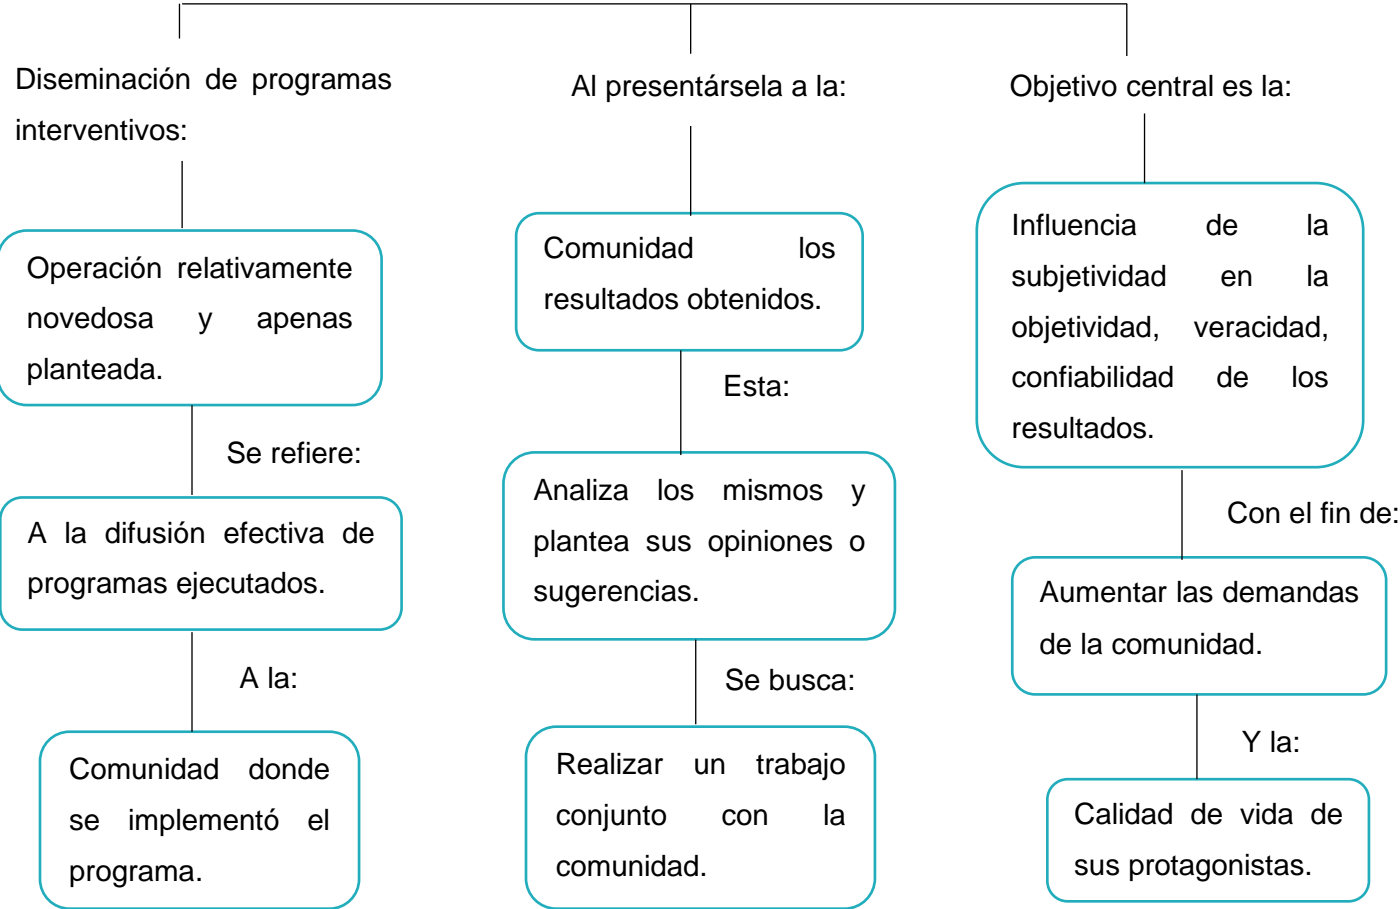 Diseminación de programas
interventivos:
Operación relativamente
novedosa y apenas
planteada.
Se refiere:
A la difusión efectiva de
programas ejecutados.
A la:
Comunidad donde
se implementó el
programa.
Al presentársela a la:
Comunidad los
resultados obtenidos.
Esta:
Analiza los mismos y
plantea sus opiniones o
sugerencias.
Se busca:
Realizar un trabajo
conjunto con la
comunidad.
Objetivo central es la:
Influencia de la
subjetividad en la
objetividad, veracidad,
confiabilidad de los
resultados.
Con el fin de:
Aumentar las demandas
de la comunidad.
Y la:
Calidad de vida de
sus protagonistas.